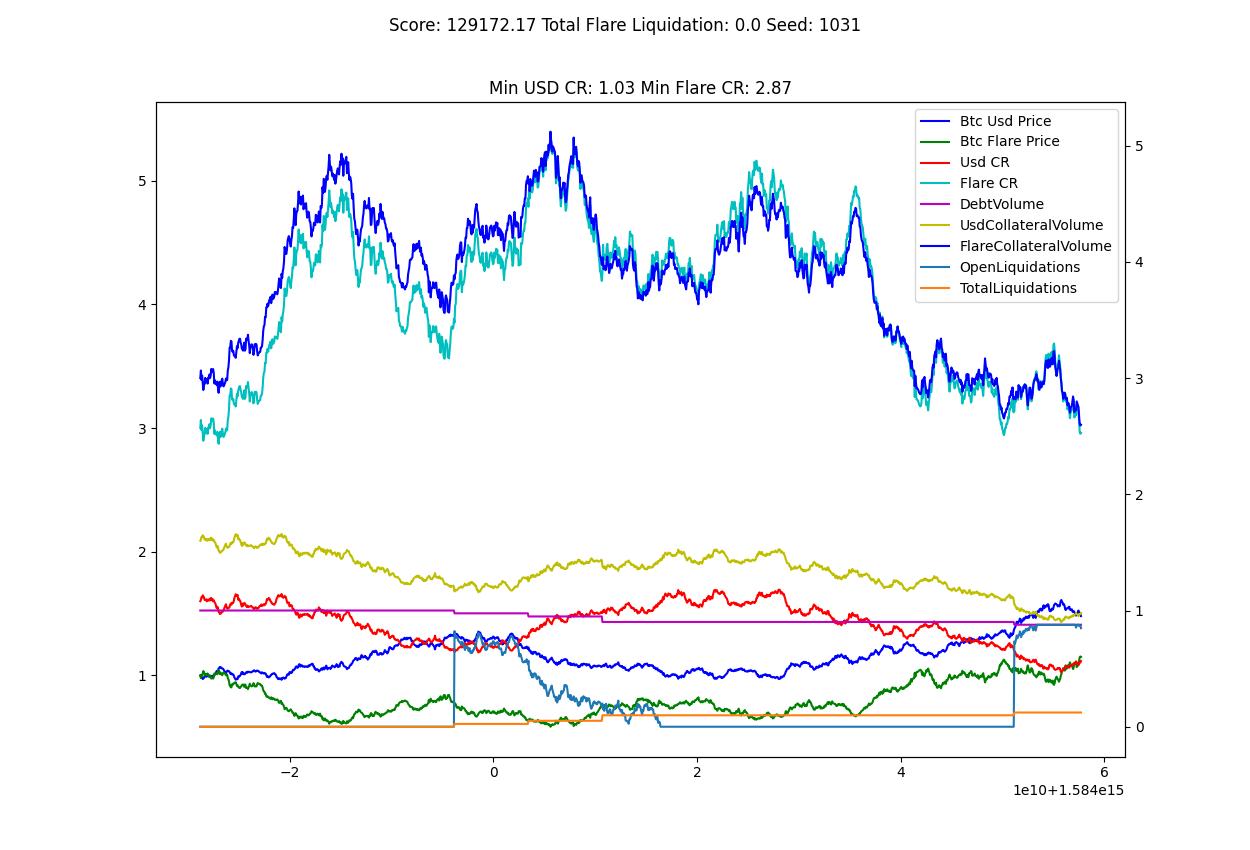 Score: 129172.17 Total Flare Liquidation: 0.0 Seed: 1031
Min USD CR: 1.03 Min Flare CR: 2.87
Btc Usd Price
Btc Flare Price
Usd CR
Flare CR
DebtVolume
UsdCollateralVolume
FlareCollateralVolume
OpenLiquidations
TotalLiquidations
5
4
3
2
1
5
4
3
2
1
0
−2
0
2
4
6
1e10+1.584e15